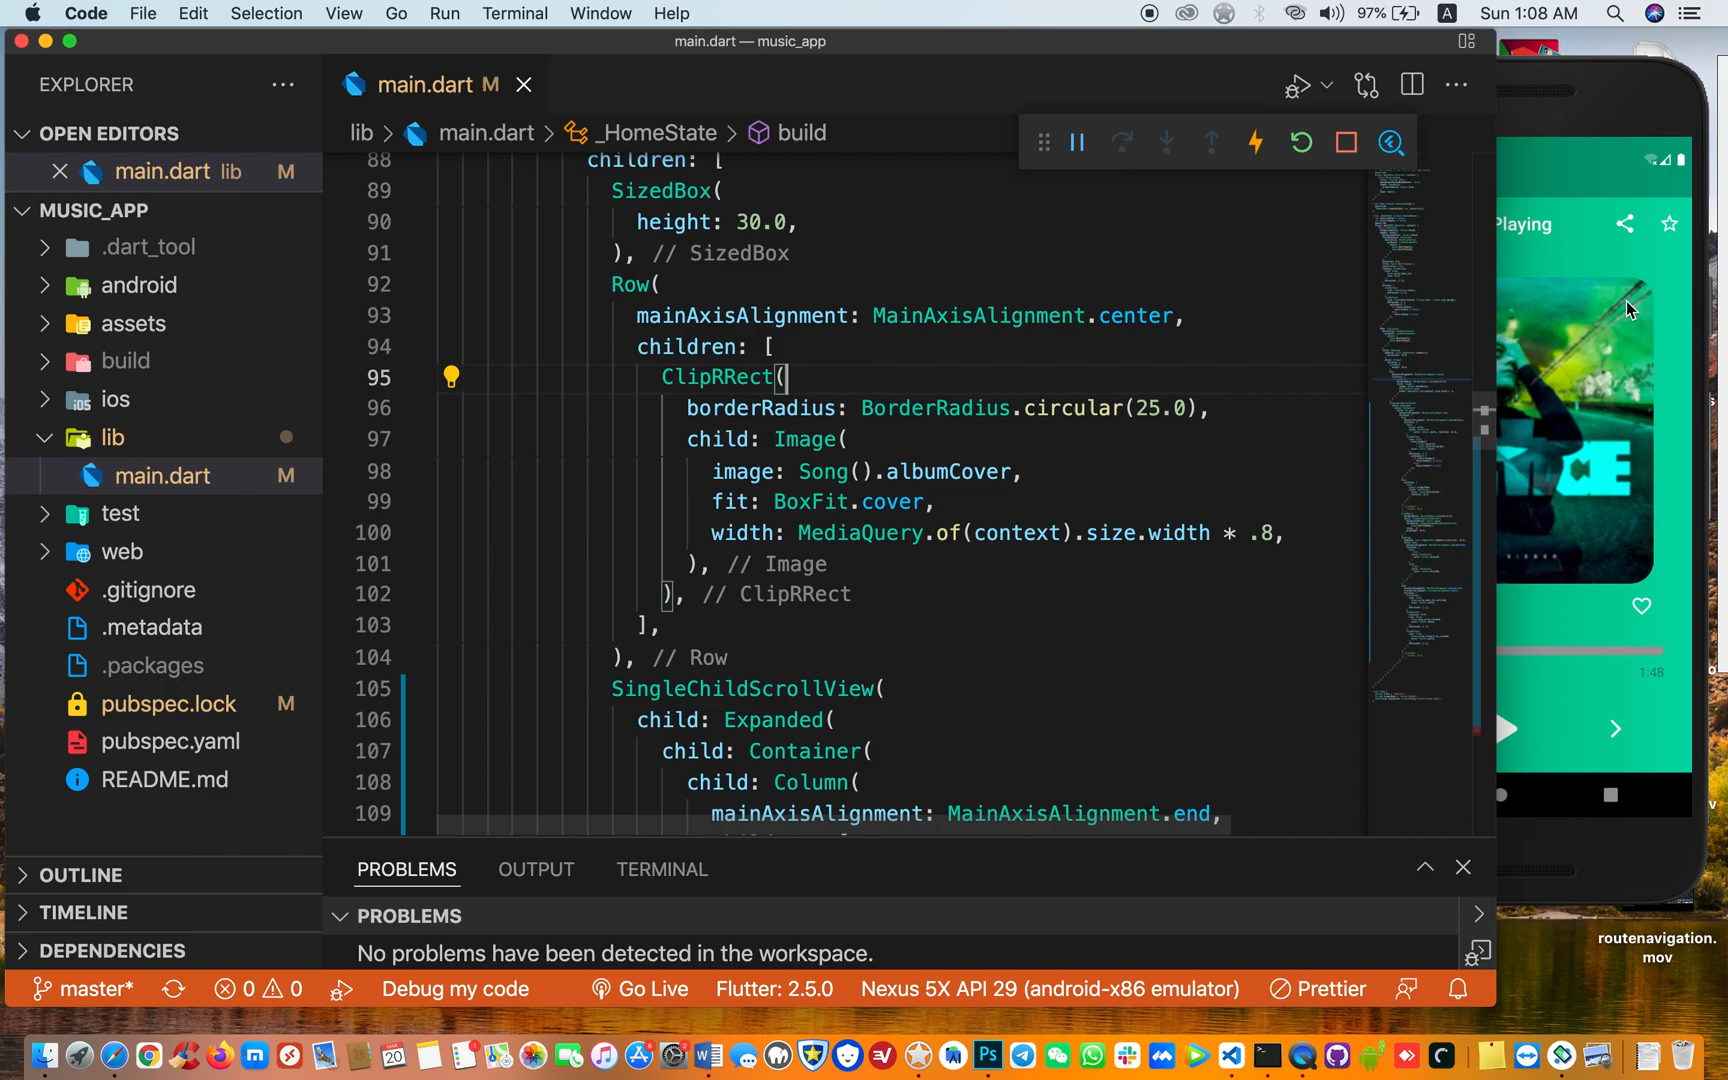 Code File Edit Selection View Go Run Terminal Window Help
97% A Sun 1:08 AM
main.dart — music_app
EXPLORER
OPEN EDITORS
main.dart lib M
MUSIC_APP
.dart_tool
android
assets
build
ios
lib
main.dart M
test
web
.gitignore
.metadata
.packages
pubspec.lock M
pubspec.yaml
README.md
OUTLINE
TIMELINE
DEPENDENCIES
main.dart M
lib > main.dart > _HomeState > build
88 children: [
89 SizedBox(
90 height: 30.0,
91 ), // SizedBox
92 Row(
93 mainAxisAlignment: MainAxisAlignment.center,
94 children: [
95 ClipRRect(
96 borderRadius: BorderRadius.circular(25.0),
97 child: Image(
98 image: Song().albumCover,
99 fit: BoxFit.cover,
100 width: MediaQuery.of(context).size.width * .8,
101 ), // Image
102 ), // ClipRRect
103 ],
104 ), // Row
105 SingleChildScrollView(
106 child: Expanded(
107 child: Container(
108 child: Column(
109 mainAxisAlignment: MainAxisAlignment.end,
PROBLEMS OUTPUT TERMINAL
PROBLEMS
No problems have been detected in the workspace.
master* 0 0 Debug my code Go Live Flutter: 2.5.0 Nexus 5X API 29 (android-x86 emulator) Prettier
Playing
1:48
routenavigation.
mov